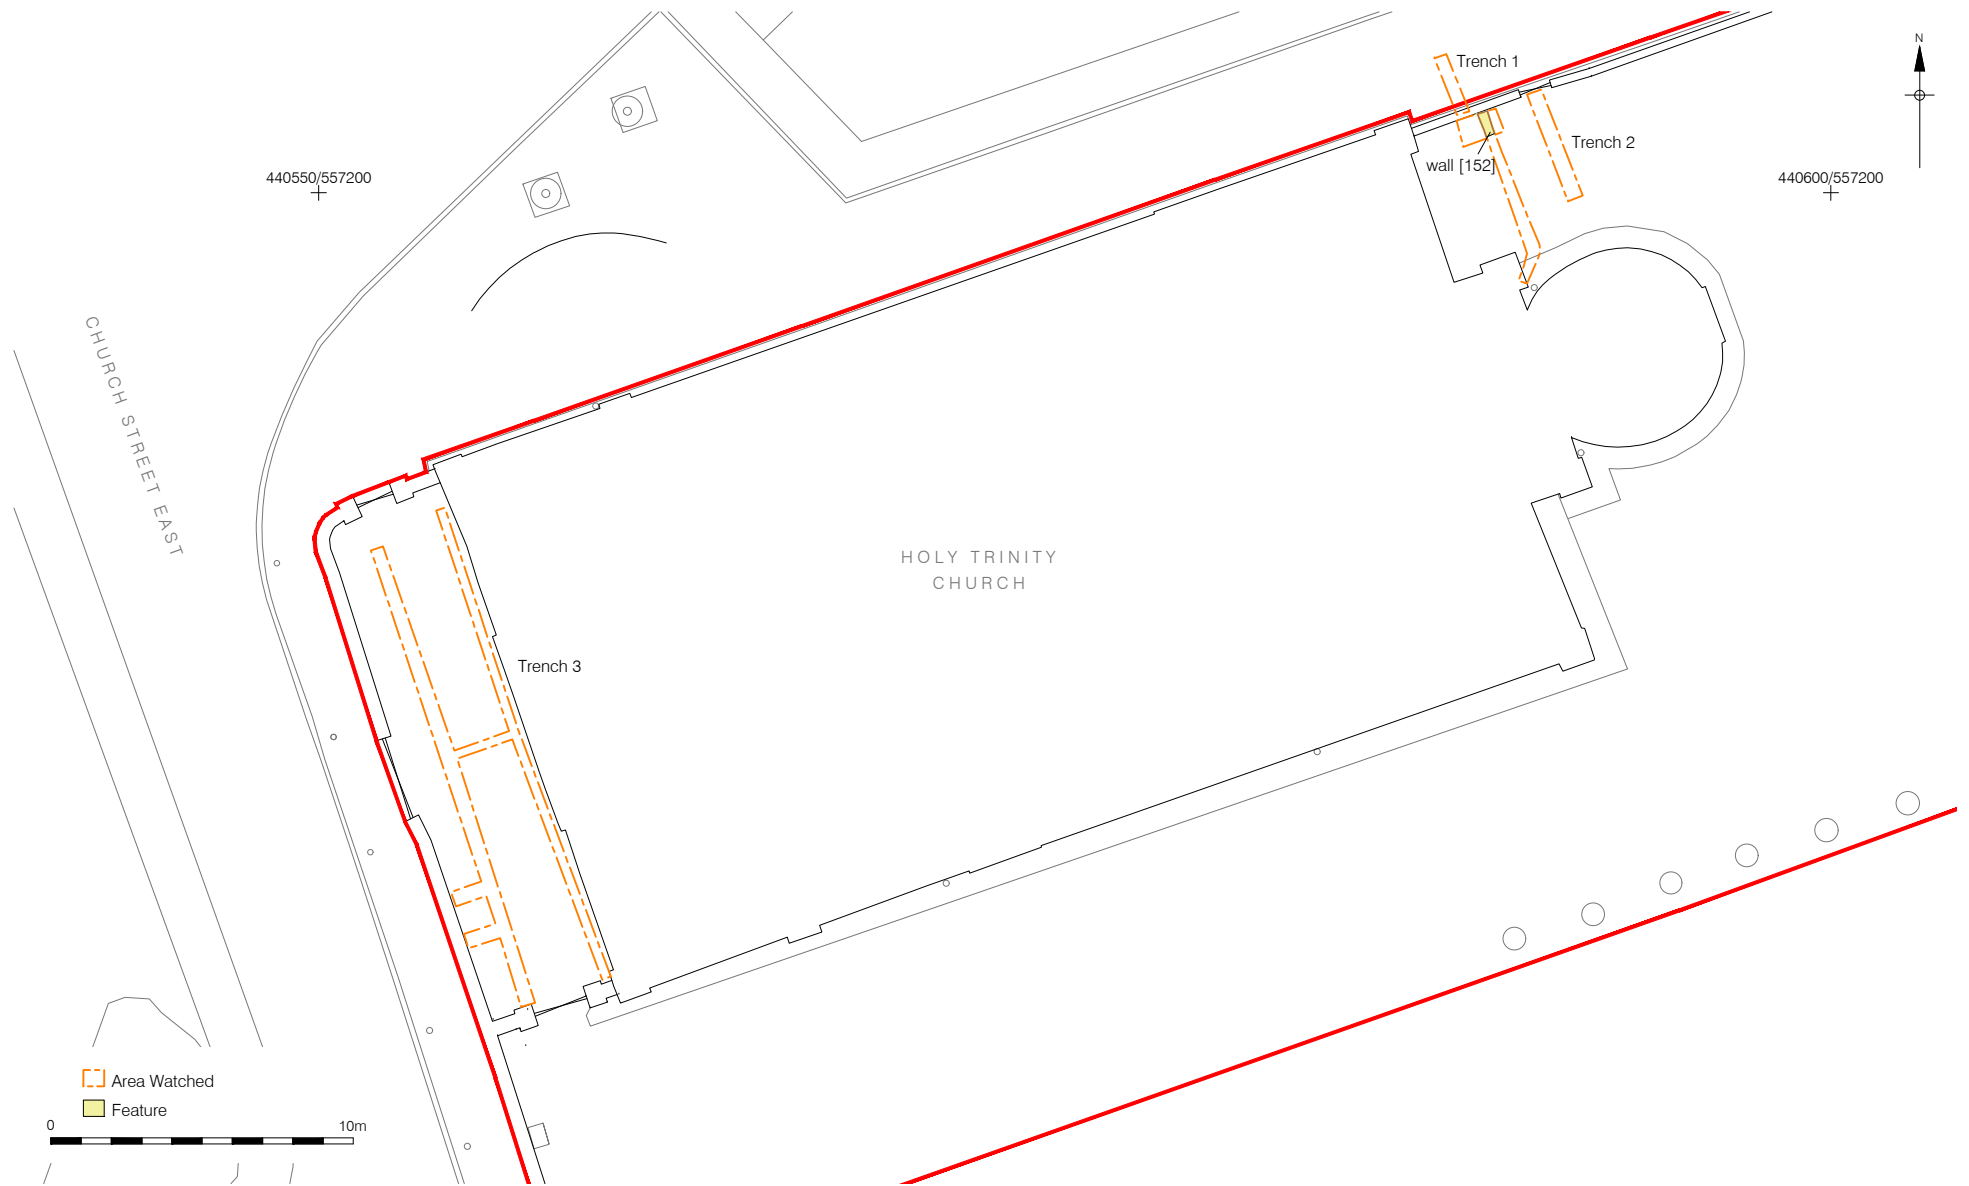 N
Trench 1
Trench 2
wall [152]
440550/557200
440600/557200
CHURCH STREET EAST
HOLY TRINITY
CHURCH
Trench 3
Area Watched
Feature
0 10m